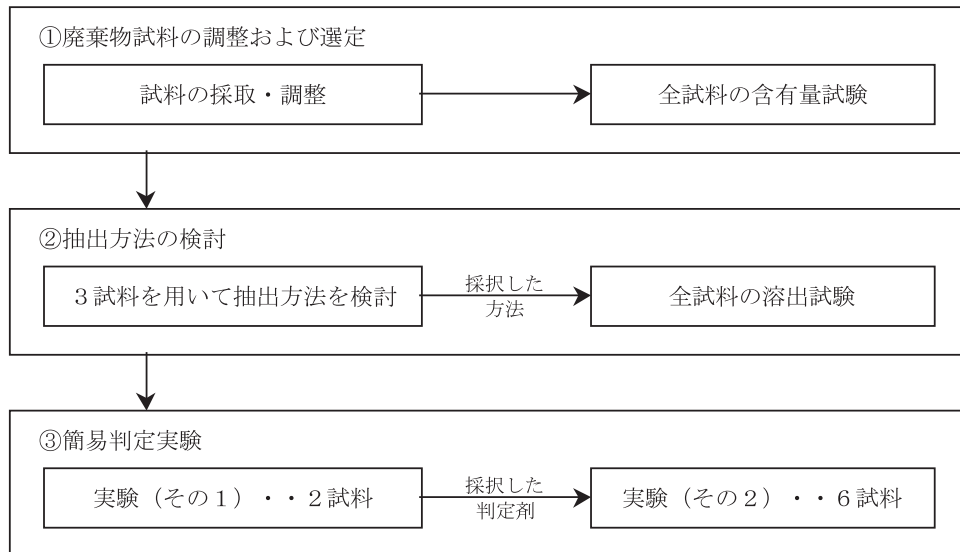 ①廃棄物試料の調整および選定
試料の採取・調整
全試料の含有量試験
②抽出方法の検討
３試料を用いて抽出方法を検討
採択した
方法
全試料の溶出試験
③簡易判定実験
実験（その１）・・２試料
採択した
判定剤
実験（その２）・・６試料